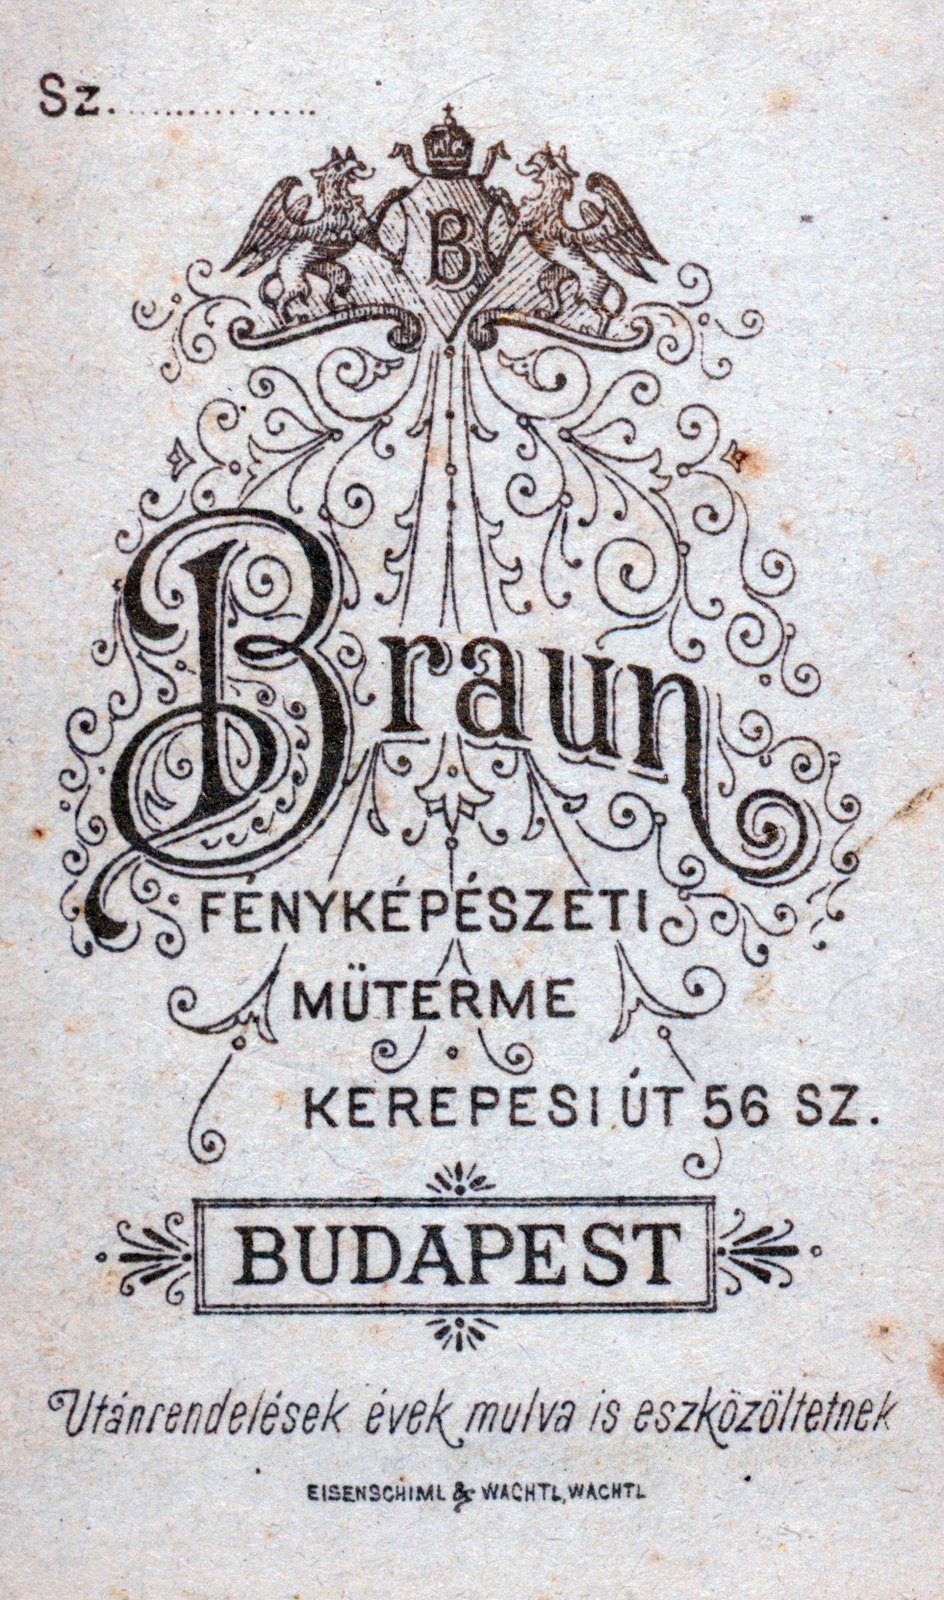 Sz. ..................
B
Braun
FÉNYKÉPÉSZETI
MÜTERME
KEREPESI ÚT 56 SZ.
BUDAPEST
Utánrendelések évek mulva is eszközöltetnek
EISENSCHIML & WACHTL, WACHTL